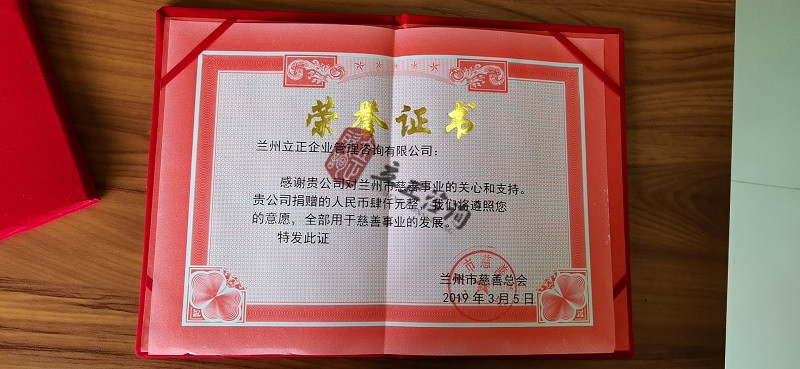 荣誉证书
兰州立正企业管理咨询有限公司：
感谢贵公司对兰州市慈善事业的关心和支持。
贵公司捐赠的人民币肆仟元整，我们将遵照您
的意愿，全部用于慈善事业的发展。
特发此证
兰州市慈善总会
2019年3月5日
立正咨询